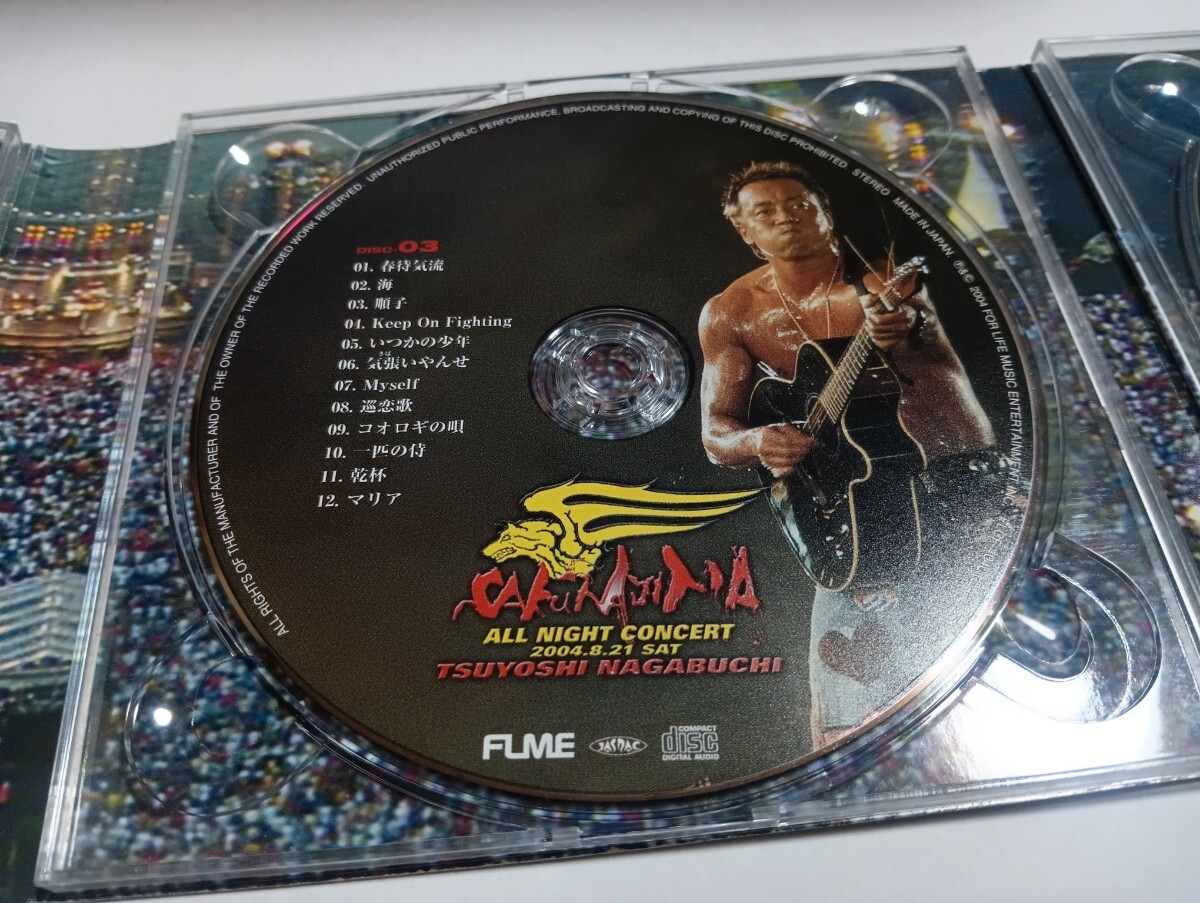 ALL RIGHTS OF THE MANUFACTURER AND OF THE OWNER OF THE RECORDED WORK RESERVED. UNAUTHORIZED PUBLIC PERFORMANCE, BROADCASTING AND COPYING OF THIS DISC PROHIBITED. STEREO MADE IN JAPAN. ℗&© 2004 FOR LIFE MUSIC ENTERTAINMENT,
DISC-03
01. 春待気流
02. 海
03. 順子
04. Keep On Fighting
05. いつかの少年
きば
06. 気張いやんせ
07. Myself
08. 巡恋歌
09. コオロギの唄
10. 一匹の侍
11. 乾杯
12. マリア
SAKURAJIMA
ALL NIGHT CONCERT
2004.8.21 SAT
TSUYOSHI NAGABUCHI
FLME
JASRAC
COMPACT
disc
DIGITAL AUDIO